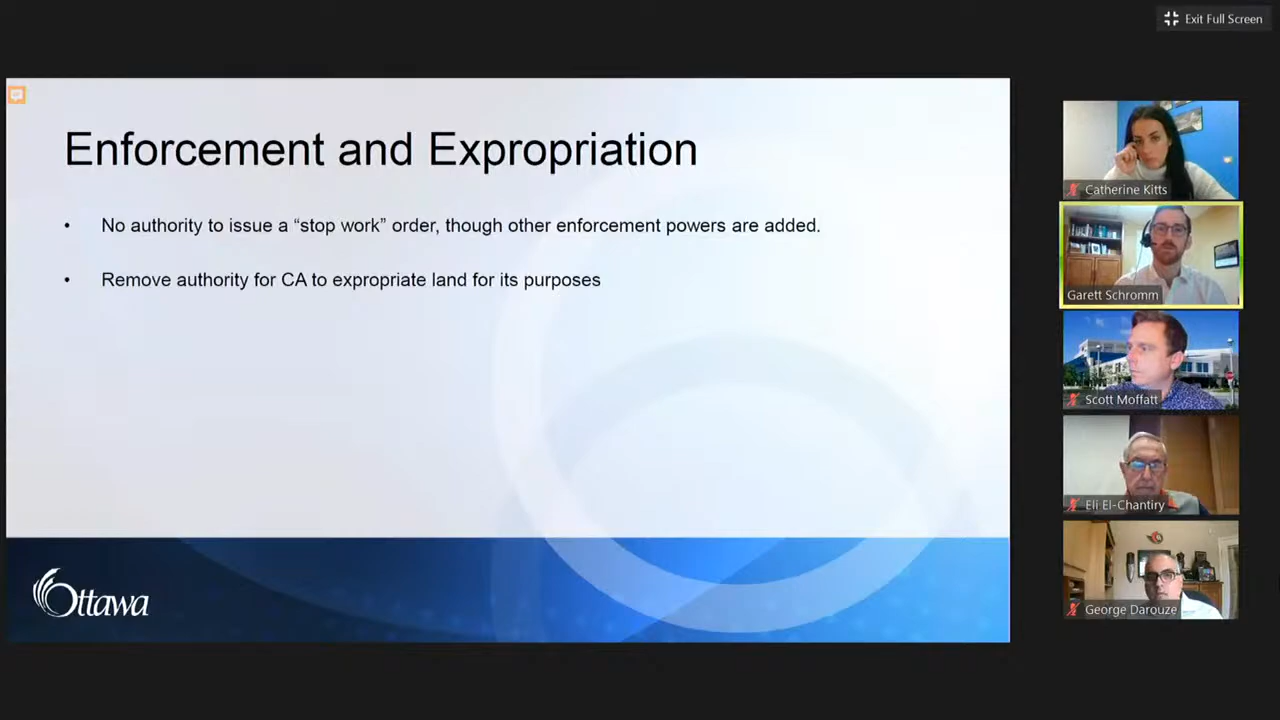 Exit Full Screen
Enforcement and Expropriation
• No authority to issue a “stop work” order, though other enforcement powers are added.
• Remove authority for CA to expropriate land for its purposes
Ottawa
Catherine Kitts
Garett Schromm
Scott Moffatt
Eli El-Chantiry
George Darouze